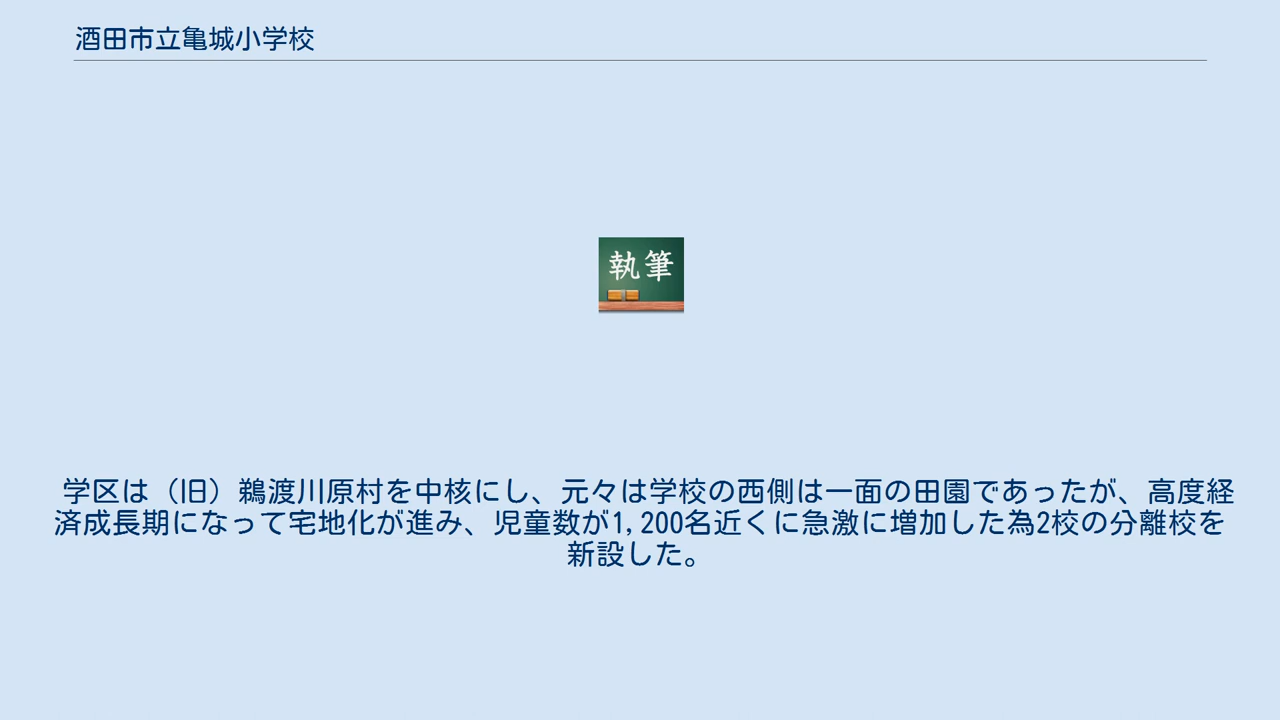 酒田市立亀城小学校
執筆
学区は（旧）鵜渡川原村を中核にし、元々は学校の西側は一面の田園であったが、高度経
済成長期になって宅地化が進み、児童数が1,200名近くに急激に増加した為2校の分離校を
新設した。